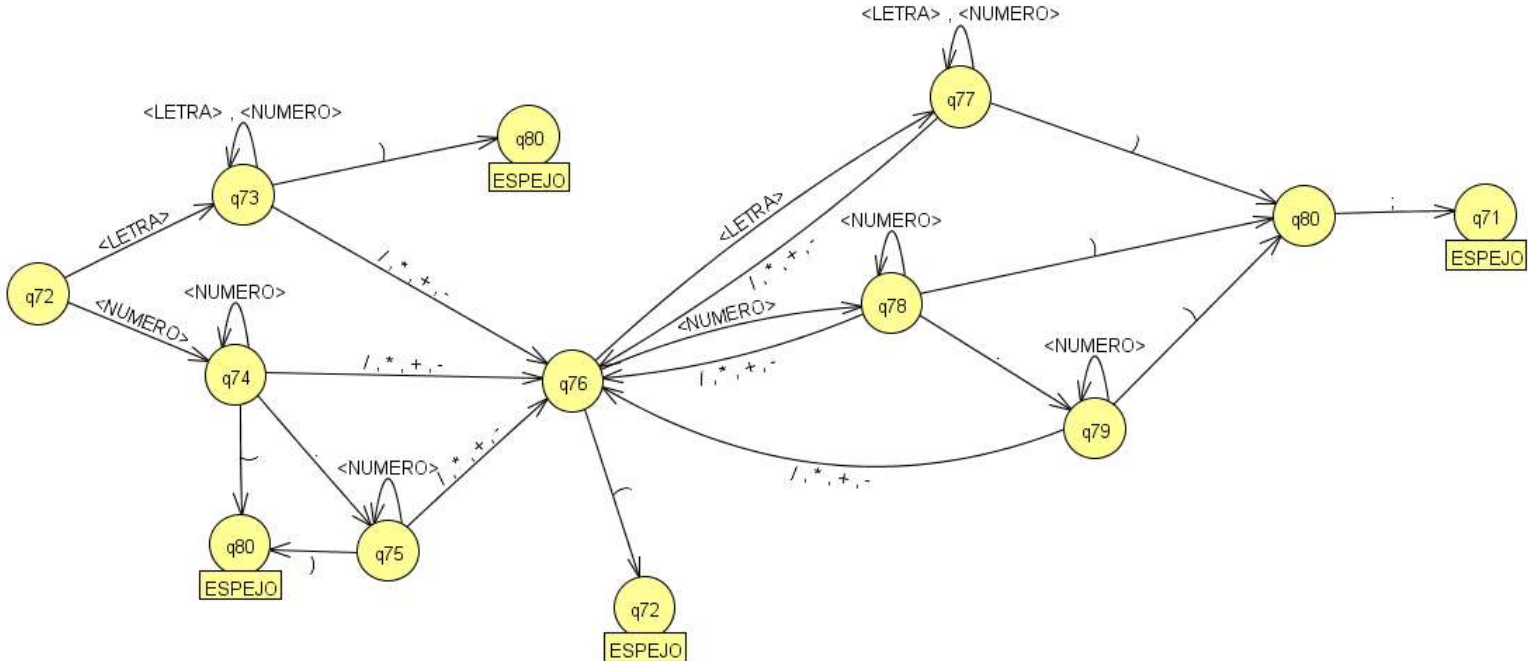 <LETRA> , <NUMERO>
q77
<LETRA> , <NUMERO>
)
q80
ESPEJO
)
q73
<LETRA>
<LETRA>
<NUMERO>
)
q80
;
q71
ESPEJO
/ , * , + , -
/ , * , + , -
q72
<NUMERO>
<NUMERO>
<NUMERO>
q78
)
<NUMERO>
/ , * , + , -
.
q74
q76
/ , * , + , -
q79
)
.
<NUMERO>
/ , * , + , -
/ , * , + , -
q80
)
q75
(
ESPEJO
q72
ESPEJO